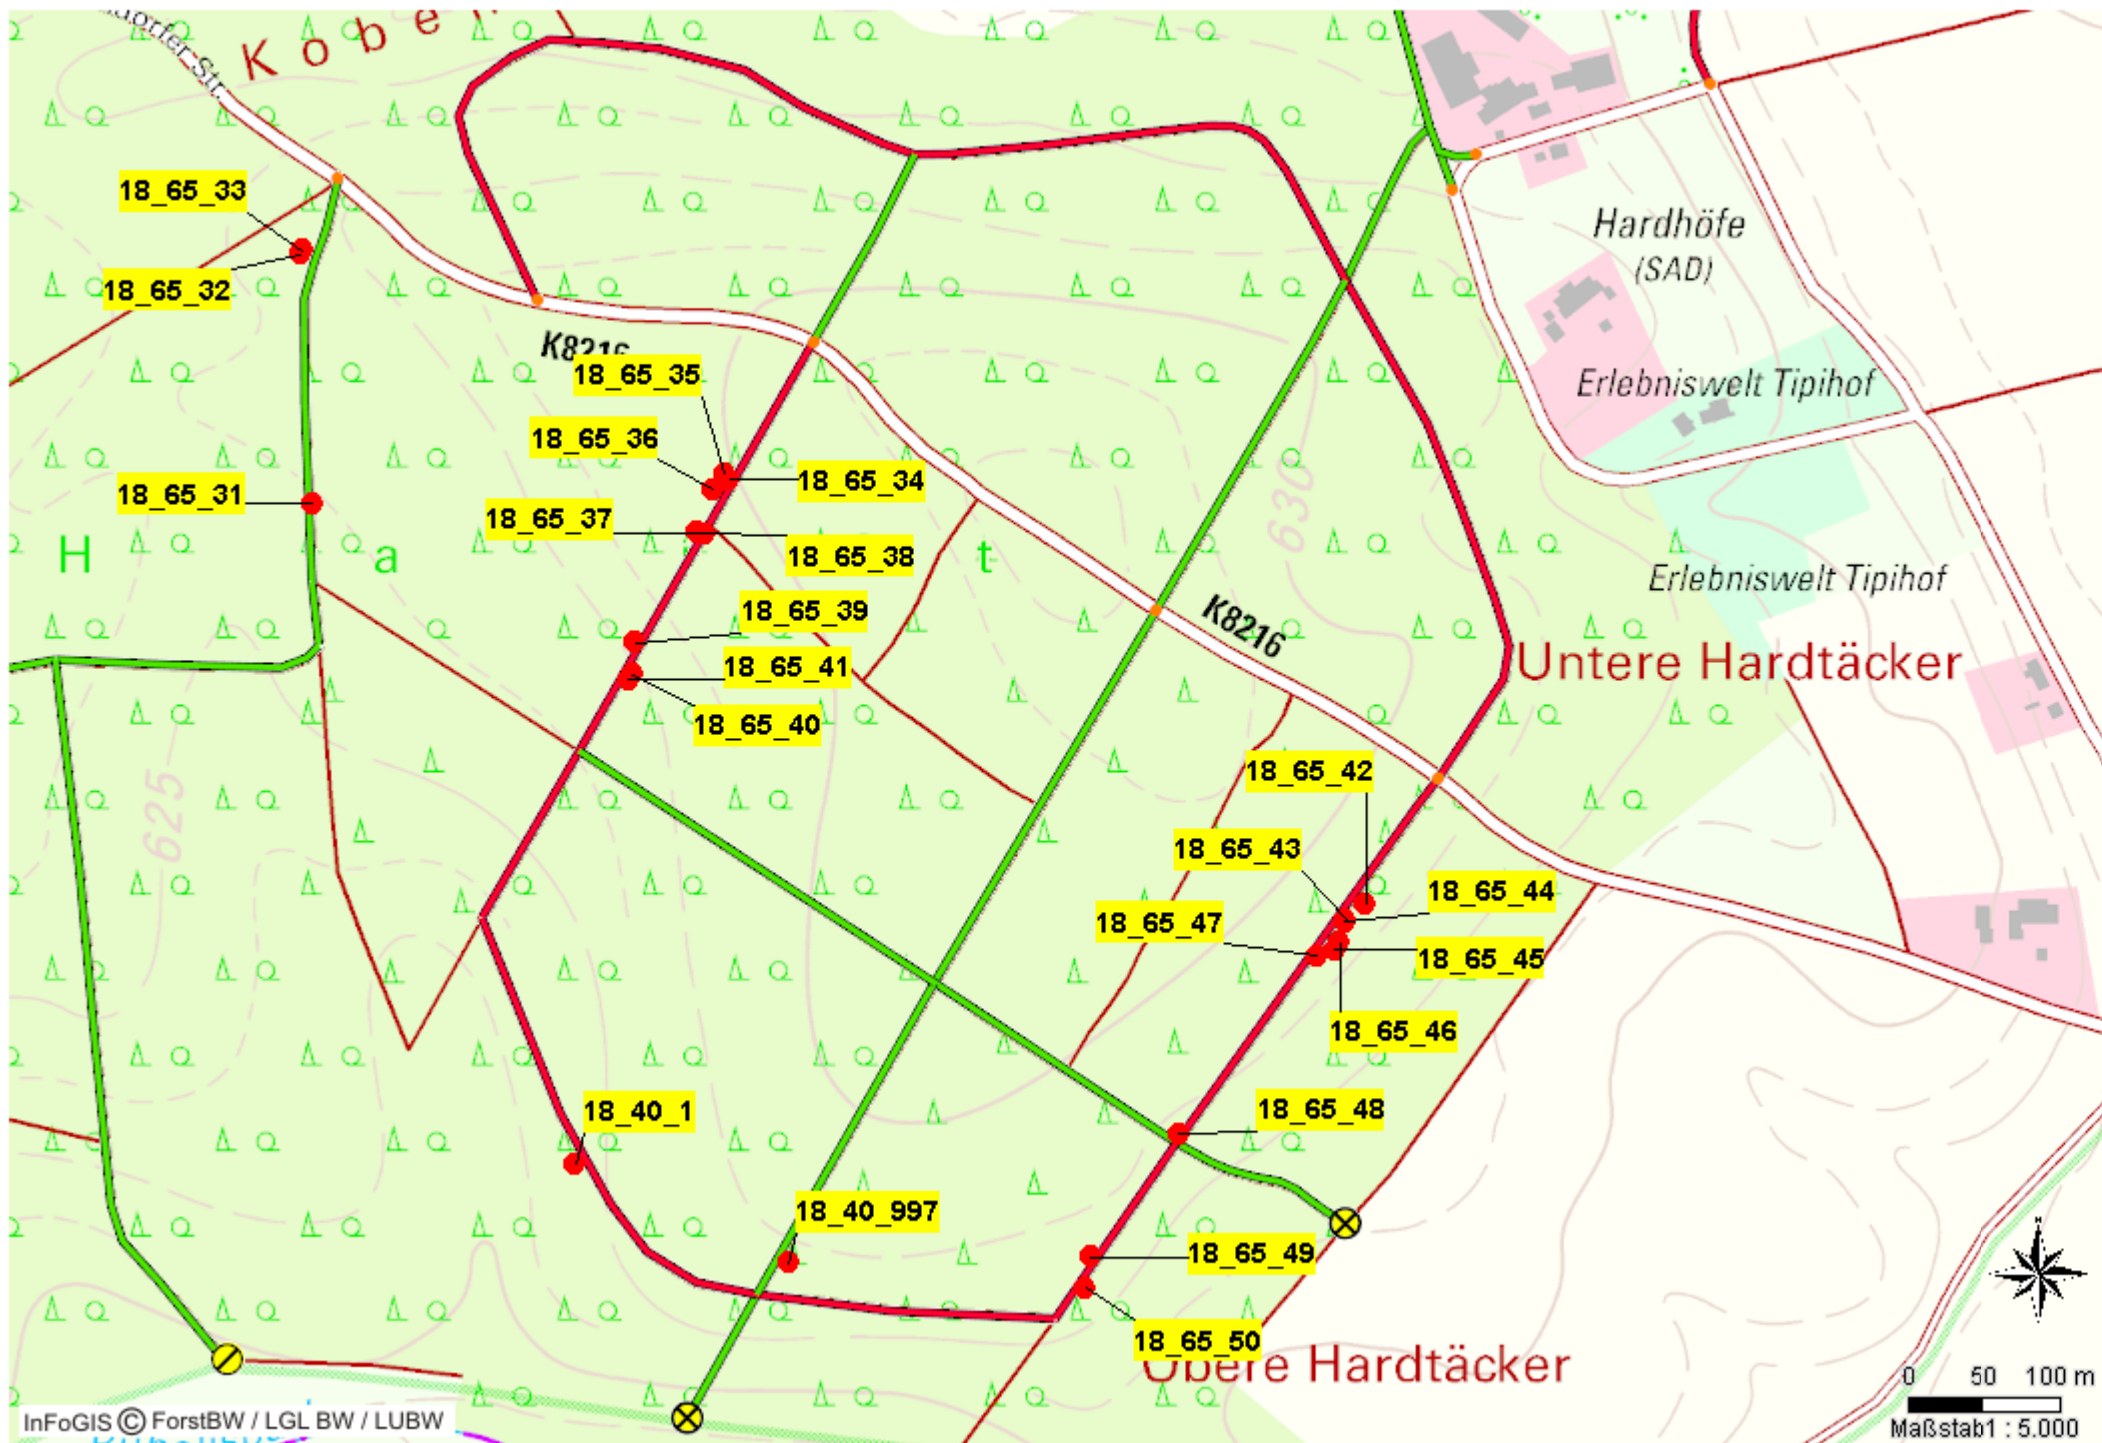 Kobe
dorfer Str.
18_65_33
18_65_32
Hardhöfe
(SAD)
K8216
18_65_35
Erlebniswelt Tipihof
18_65_36
18_65_34
18_65_31
18_65_37
630
18_65_38
H a t
Erlebniswelt Tipihof
18_65_39
K8216
18_65_41
Untere Hardtäcker
18_65_40
18_65_42
625
18_65_43
18_65_44
18_65_47
18_65_45
18_65_46
18_40_1
18_65_48
18_40_997
18_65_49
18_65_50
Obere Hardtäcker
N
0 50 100 m
Maßstab1 : 5.000
InFoGIS © ForstBW / LGL BW / LUBW